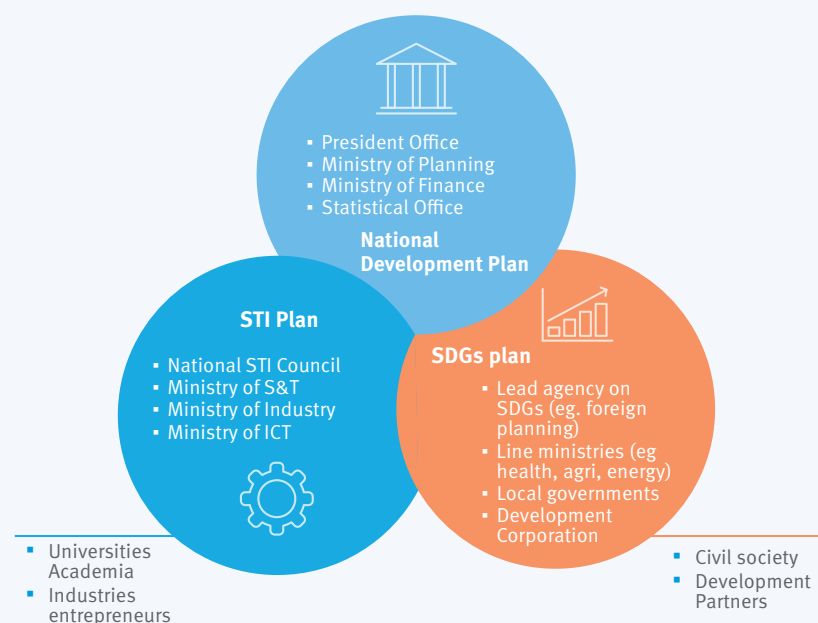 ▪ President Office
▪ Ministry of Planning
▪ Ministry of Finance
▪ Statistical Office
National
Development Plan
STI Plan
▪ National STI Council
▪ Ministry of S&T
▪ Ministry of Industry
▪ Ministry of ICT
SDGs plan
▪ Lead agency on
SDGs (eg. foreign
planning)
▪ Line ministries (eg
health, agri, energy)
▪ Local governments
▪ Development
Corporation
▪ Universities
Academia
▪ Industries
entrepreneurs
▪ Civil society
▪ Development
Partners